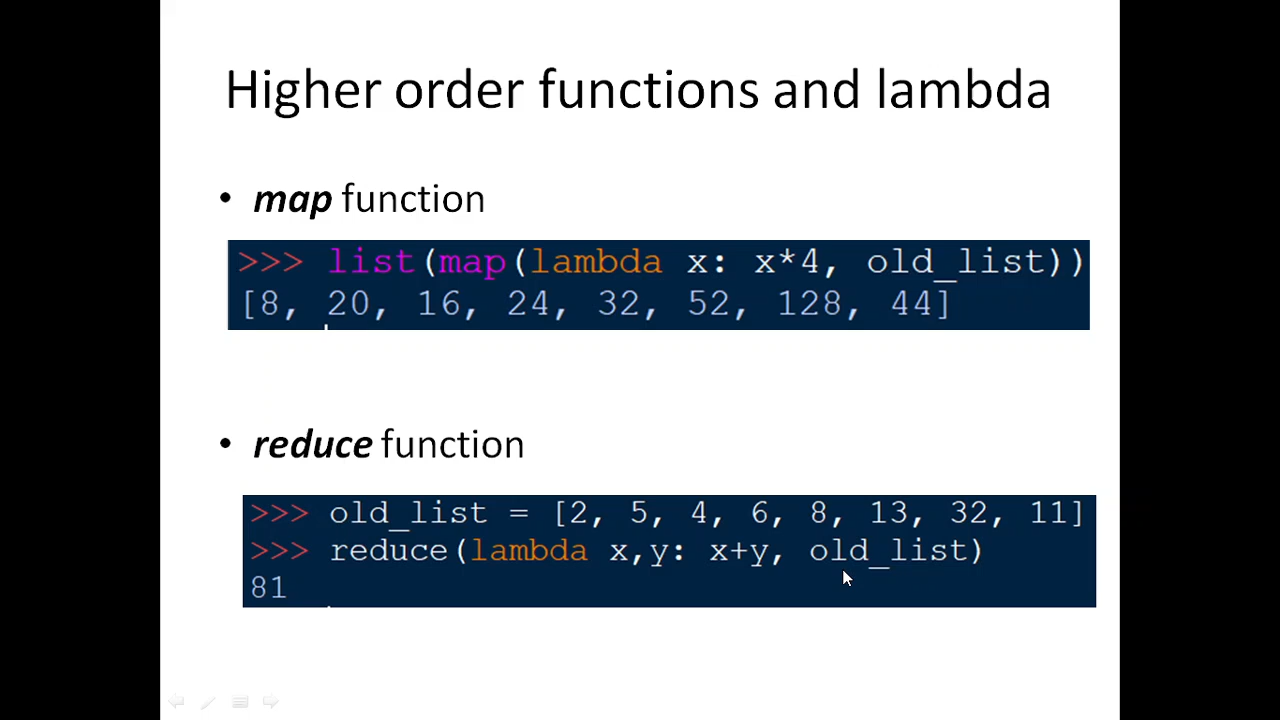 Higher order functions and lambda
• map function
>>> list(map(lambda x: x*4, old_list))
[8, 20, 16, 24, 32, 52, 128, 44]
• reduce function
>>> old_list = [2, 5, 4, 6, 8, 13, 32, 11]
>>> reduce(lambda x,y: x+y, old_list)
81